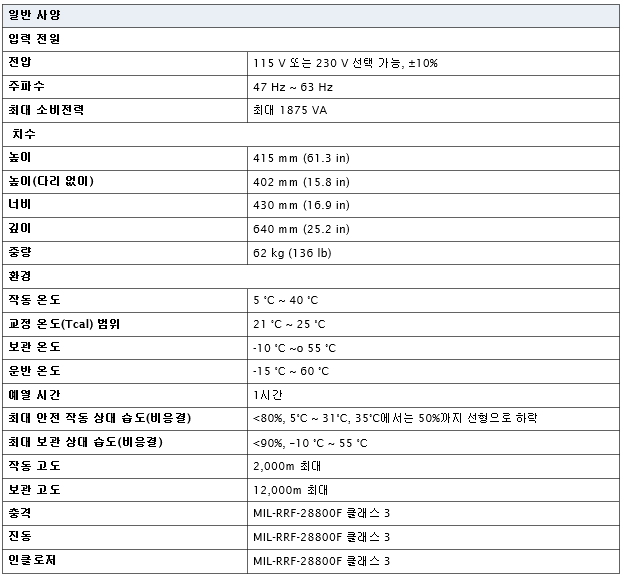 일반 사양
입력 전원
전압 115 V 또는 230 V 선택 가능, ±10%
주파수 47 Hz ~ 63 Hz
최대 소비전력 최대 1875 VA
치수
높이 415 mm (61.3 in)
높이(다리 없이) 402 mm (15.8 in)
너비 430 mm (16.9 in)
깊이 640 mm (25.2 in)
중량 62 kg (136 lb)
환경
작동 온도 5 °C ~ 40 °C
교정 온도(Tcal) 범위 21 °C ~ 25 °C
보관 온도 -10 °C ~o 55 °C
운반 온도 -15 °C ~ 60 °C
예열 시간 1시간
최대 안전 작동 상대 습도(비응결) <80%, 5°C ~ 31°C, 35°C에서는 50%까지 선형으로 하락
최대 보관 상대 습도(비응결) <90%, -10 °C ~ 55 °C
작동 고도 2,000m 최대
보관 고도 12,000m 최대
충격 MIL-RRF-28800F 클래스 3
진동 MIL-RRF-28800F 클래스 3
인클로저 MIL-RRF-28800F 클래스 3